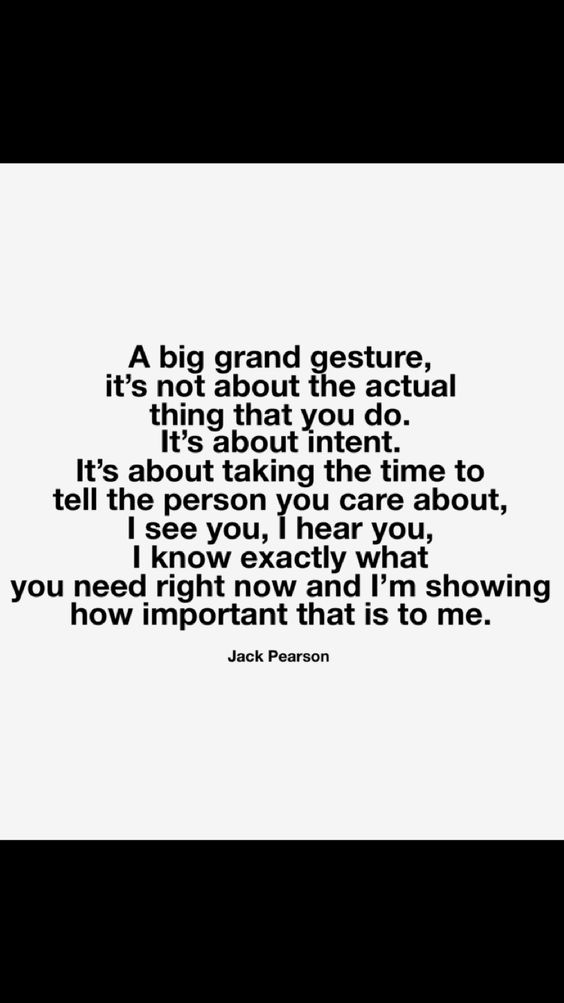 A big grand gesture,
it's not about the actual
thing that you do.
It's about intent.
It's about taking the time to
tell the person you care about,
I see you, I hear you,
I know exactly what
you need right now and I'm showing
how important that is to me.
Jack Pearson